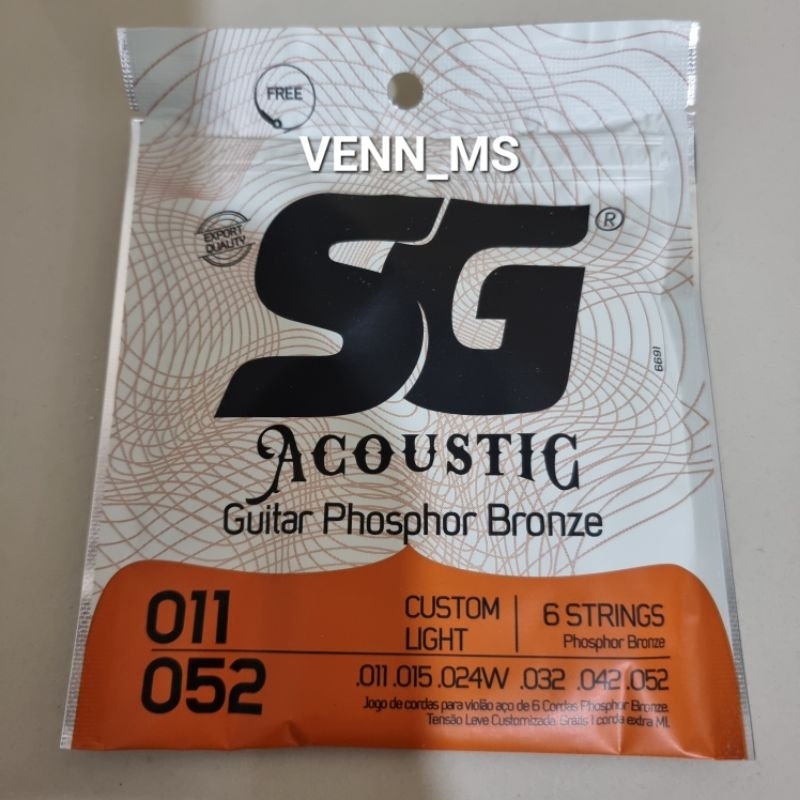 FREE
VENN_MS
EXPORT
QUALITY
SG®
1699
ACOUSTIC
Guitar Phosphor Bronze
011
052
CUSTOM
LIGHT
6 STRINGS
Phosphor Bronze
.011 .015 .024W .032 .042 .052
Jogo de cordas para violão aço de 6 Cordas Phosphor Bronze.
Tensão Leve Customizada. Grátis 1 corda extra MI.